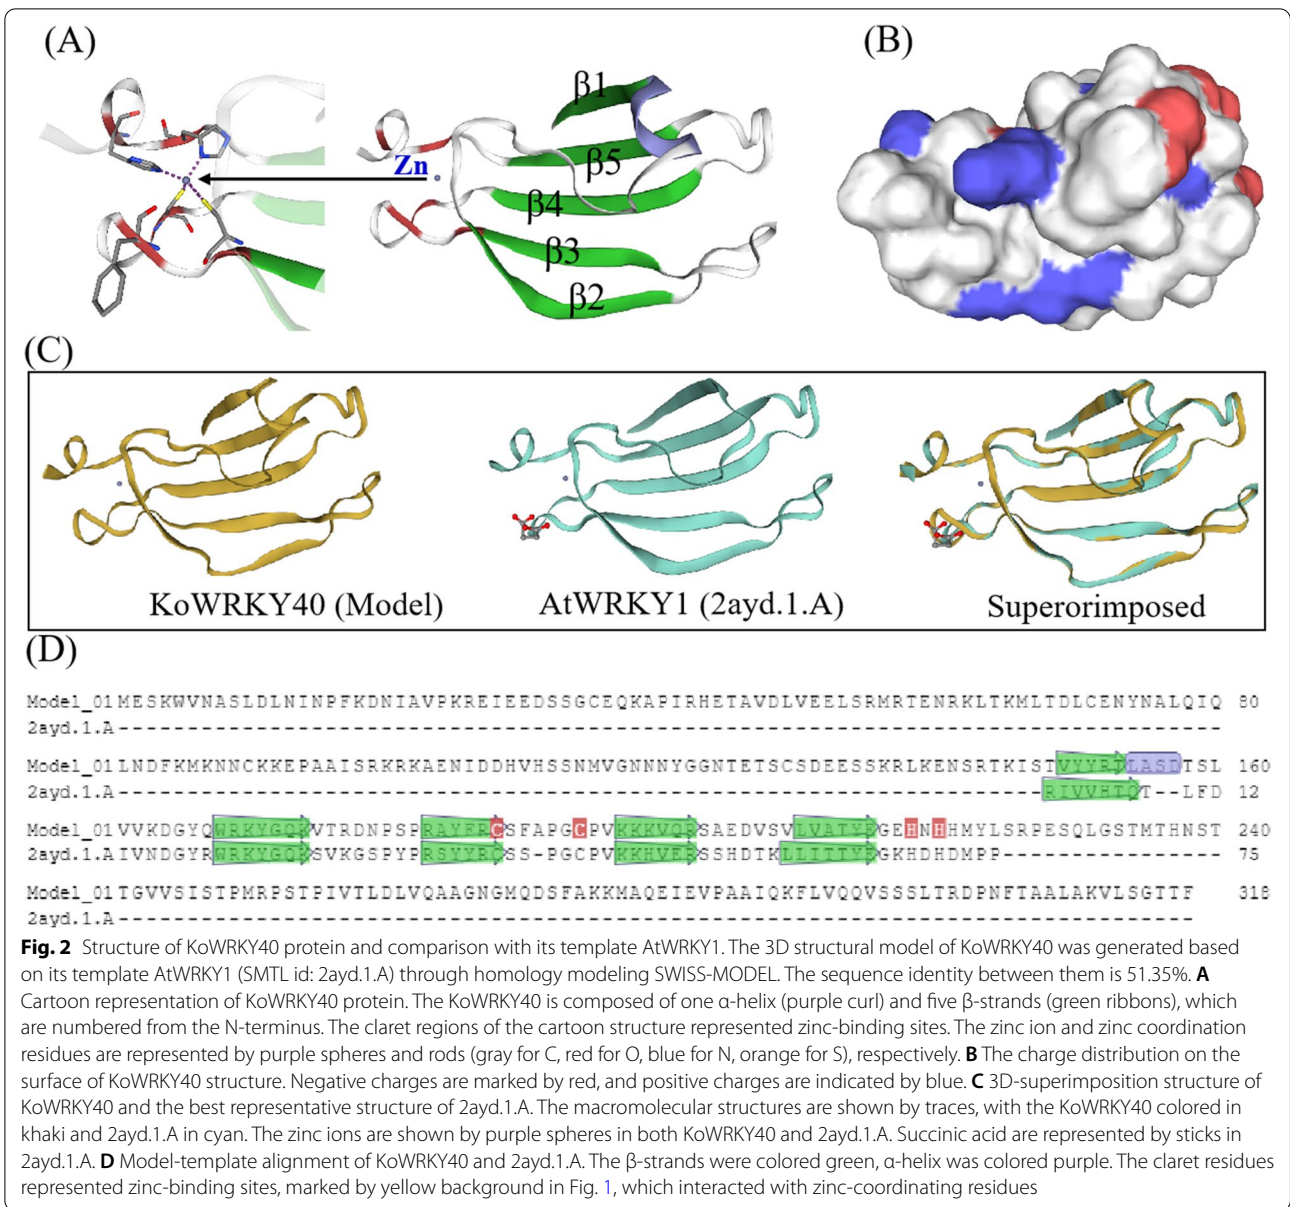 (A)
(B)
β1
β5
Zn
β4
β3
β2
(C)
KoWRKY40 (Model)
AtWRKY1 (2ayd.1.A)
Superorimposed
(D)
Model_01MESKWVNASLDLNINPFKDNIAVPKREIEEDSSGCEQKAPIRHETAVDLVEELSRMRTENRKLTKMLTDLCENYNALQIQ 80
2ayd.1.A--------------------------------------------------------------------------------
Model_01LNDFKMKNNCKKEPAAISRKRKAENIDDHVHSSNMVGNNNYGGNTETSCSDEESSKRLKENSRTKISTVYYRTLASDTSL 160
2ayd.1.A-------------------------------------------------------------------RIVVHTQT--LFD 12
Model_01VVKDGYQWRKYGQKVTRDNPSPRAYFRCSFAPGCPVKKKVQRSAEDVSVLVATYEGEHNHHMYLSRPESQLGSTMTHNST 240
2ayd.1.AIVNDGYRWRKYGQKSVKGSPYPRSYYRCSS-PGCPVKKHVERSSHDTKLLITTYEGKHDHDMPP---------------- 75
Model_01TGVVSISTPMRPSTPIVTLDLVQAAGNGMQDSFAKKMAQEIEVPAAIQKFLVQQVSSSLTRDPNFTAALAKVLSGTTF 318
2ayd.1.A------------------------------------------------------------------------------
Fig. 2 Structure of KoWRKY40 protein and comparison with its template AtWRKY1. The 3D structural model of KoWRKY40 was generated based
on its template AtWRKY1 (SMTL id: 2ayd.1.A) through homology modeling SWISS-MODEL. The sequence identity between them is 51.35%. A
Cartoon representation of KoWRKY40 protein. The KoWRKY40 is composed of one α-helix (purple curl) and five β-strands (green ribbons), which
are numbered from the N-terminus. The claret regions of the cartoon structure represented zinc-binding sites. The zinc ion and zinc coordination
residues are represented by purple spheres and rods (gray for C, red for O, blue for N, orange for S), respectively. B The charge distribution on the
surface of KoWRKY40 structure. Negative charges are marked by red, and positive charges are indicated by blue. C 3D-superimposition structure of
KoWRKY40 and the best representative structure of 2ayd.1.A. The macromolecular structures are shown by traces, with the KoWRKY40 colored in
khaki and 2ayd.1.A in cyan. The zinc ions are shown by purple spheres in both KoWRKY40 and 2ayd.1.A. Succinic acid are represented by sticks in
2ayd.1.A. D Model-template alignment of KoWRKY40 and 2ayd.1.A. The β-strands were colored green, α-helix was colored purple. The claret residues
represented zinc-binding sites, marked by yellow background in Fig. 1, which interacted with zinc-coordinating residues